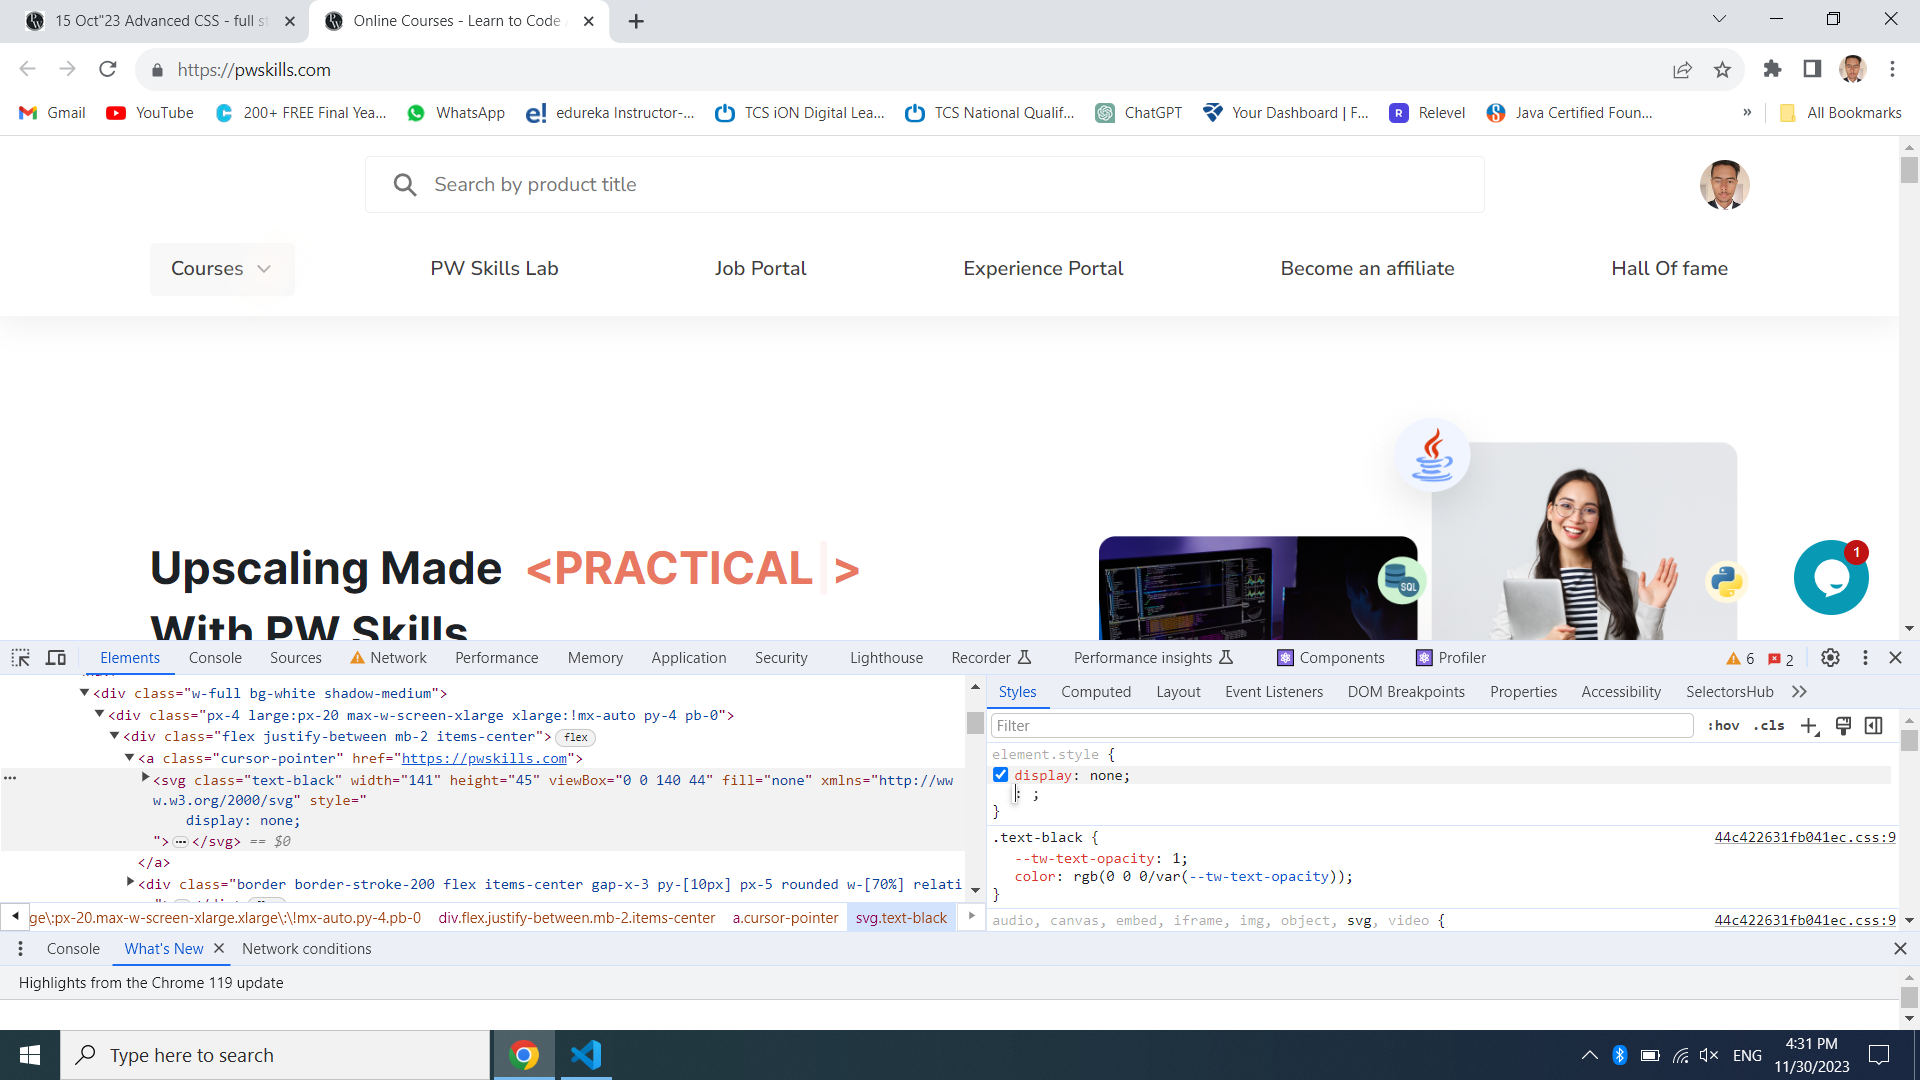 15 Oct"23 Advanced CSS - full st
Online Courses - Learn to Code
https://pwskills.com
Gmail
YouTube
200+ FREE Final Yea...
WhatsApp
edureka Instructor-...
TCS iON Digital Lea...
TCS National Qualif...
ChatGPT
Your Dashboard | F...
Relevel
Java Certified Foun...
»
All Bookmarks
Search by product title
Courses
PW Skills Lab
Job Portal
Experience Portal
Become an affiliate
Hall Of fame
Upscaling Made <PRACTICAL >
With PW Skills
SQL
1
Elements
Console
Sources
Network
Performance
Memory
Application
Security
Lighthouse
Recorder
Performance insights
Components
Profiler
6
2
<div class="w-full bg-white shadow-medium">
<div class="px-4 large:px-20 max-w-screen-xlarge xlarge:!mx-auto py-4 pb-0">
<div class="flex justify-between mb-2 items-center"> flex
<a class="cursor-pointer" href="https://pwskills.com">
<svg class="text-black" width="141" height="45" viewBox="0 0 140 44" fill="none" xmlns="http://ww
w.w3.org/2000/svg" style="
display: none;
">…</svg> == $0
</a>
<div class="border border-stroke-200 flex items-center gap-x-3 py-[10px] px-5 rounded w-[70%] relati
ge\:px-20.max-w-screen-xlarge.xlarge\:\!mx-auto.py-4.pb-0
div.flex.justify-between.mb-2.items-center
a.cursor-pointer
svg.text-black
Styles
Computed
Layout
Event Listeners
DOM Breakpoints
Properties
Accessibility
SelectorsHub
Filter
:hov
.cls
element.style {
display: none;
: ;
}
.text-black {
44c422631fb041ec.css:9
--tw-text-opacity: 1;
color: rgb(0 0 0/var(--tw-text-opacity));
}
audio, canvas, embed, iframe, img, object, svg, video {
44c422631fb041ec.css:9
Console
What's New
Network conditions
Highlights from the Chrome 119 update
Type here to search
ENG
4:31 PM
11/30/2023